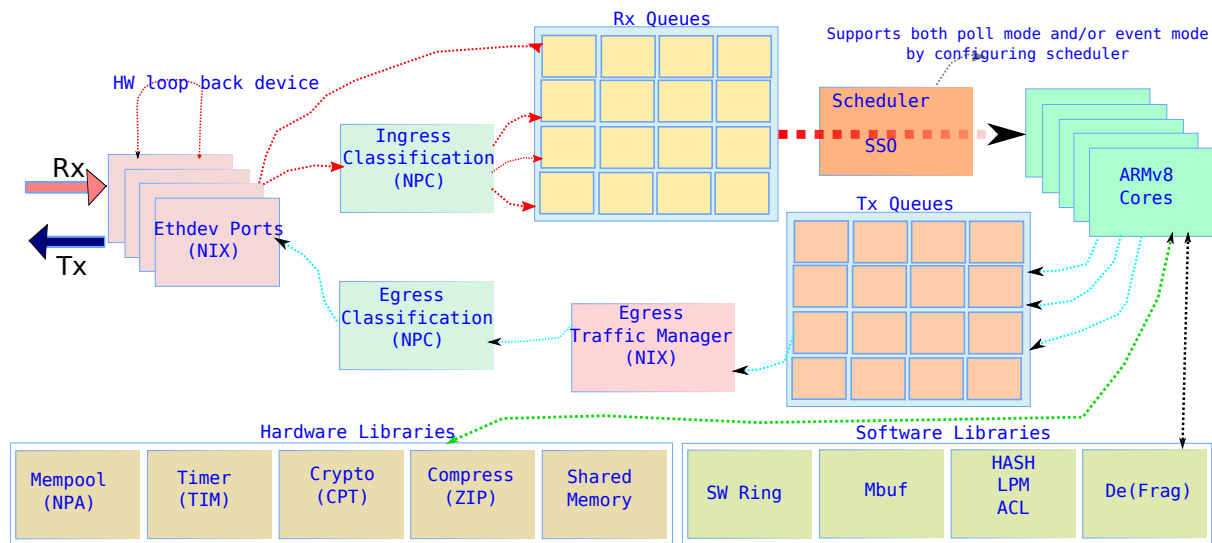 Rx Queues
Supports both poll mode and/or event mode
by configuring scheduler
HW loop back device
Scheduler
SSO
Ingress
Classification
(NPC)
Rx
ARMv8
Cores
Tx Queues
Ethdev Ports
(NIX)
Tx
Egress
Classification
(NPC)
Egress
Traffic Manager
(NIX)
Hardware Libraries
Mempool
(NPA)
Timer
(TIM)
Crypto
(CPT)
Compress
(ZIP)
Shared
Memory
Software Libraries
SW Ring
Mbuf
HASH
LPM
ACL
De(Frag)